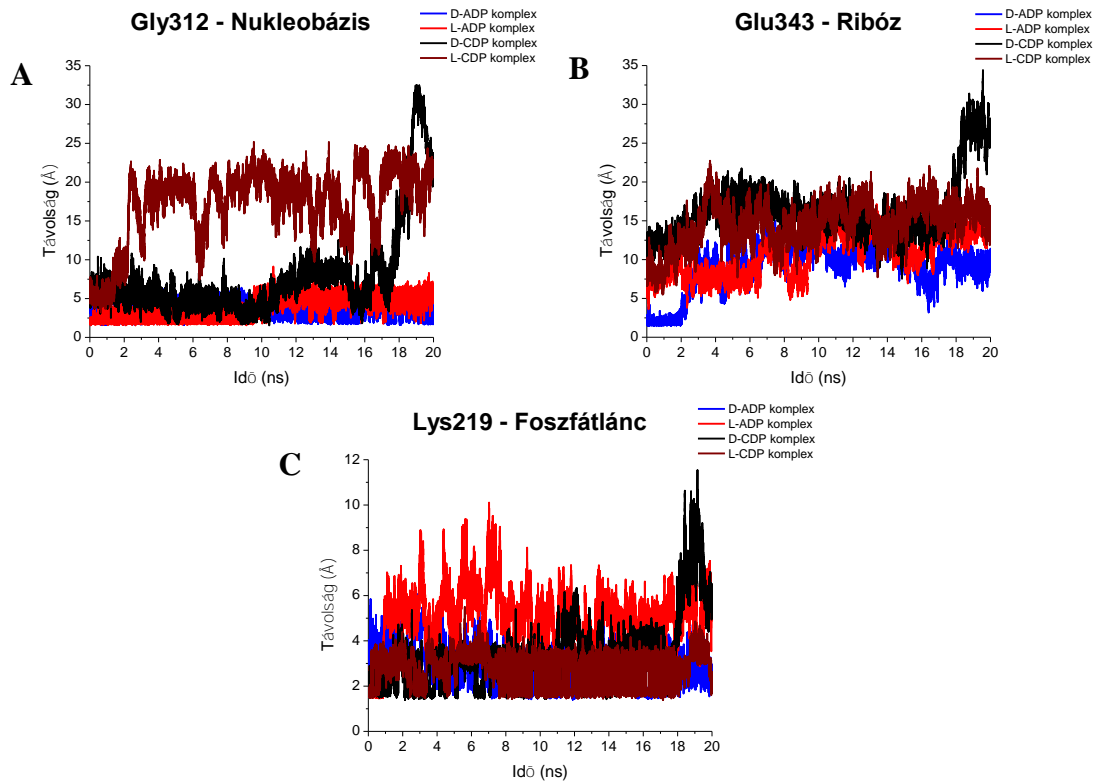 Gly312 - Nukleobázis
D-ADP komplex
L-ADP komplex
D-CDP komplex
L-CDP komplex
A
35
30
25
20
15
10
5
0
Távolság (Å)
0 2 4 6 8 10 12 14 16 18 20
Idő (ns)
Glu343 - Ribóz
D-ADP komplex
L-ADP komplex
D-CDP komplex
L-CDP komplex
B
35
30
25
20
15
10
5
0
Távolság (Å)
0 2 4 6 8 10 12 14 16 18 20
Idő (ns)
Lys219 - Foszfátlánc
D-ADP komplex
L-ADP komplex
D-CDP komplex
L-CDP komplex
C
12
10
8
6
4
2
0
Távolság (Å)
0 2 4 6 8 10 12 14 16 18 20
Idő (ns)